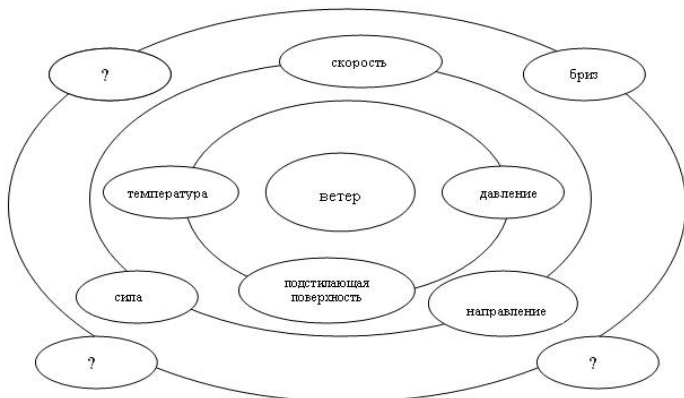 скорость
?
бриз
температура
ветер
давление
подстилающая
поверхность
сила
направление
?
?